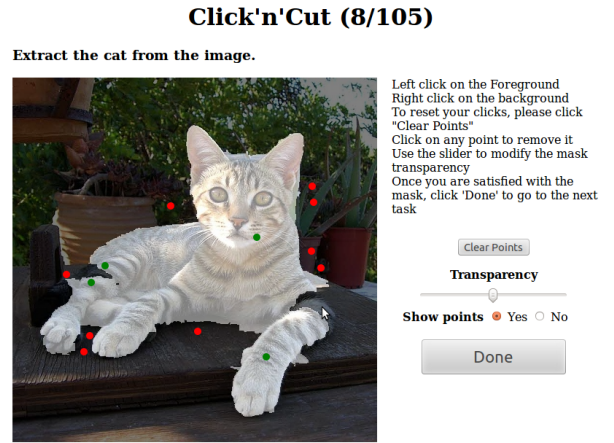 Click'n'Cut (8/105)
Extract the cat from the image.
Left click on the Foreground
Right click on the background
To reset your clicks, please click
"Clear Points"
Click on any point to remove it
Use the slider to modify the mask
transparency
Once you are satisfied with the
mask, click 'Done' to go to the next
task
Clear Points
Transparency
Show points Yes No
Done